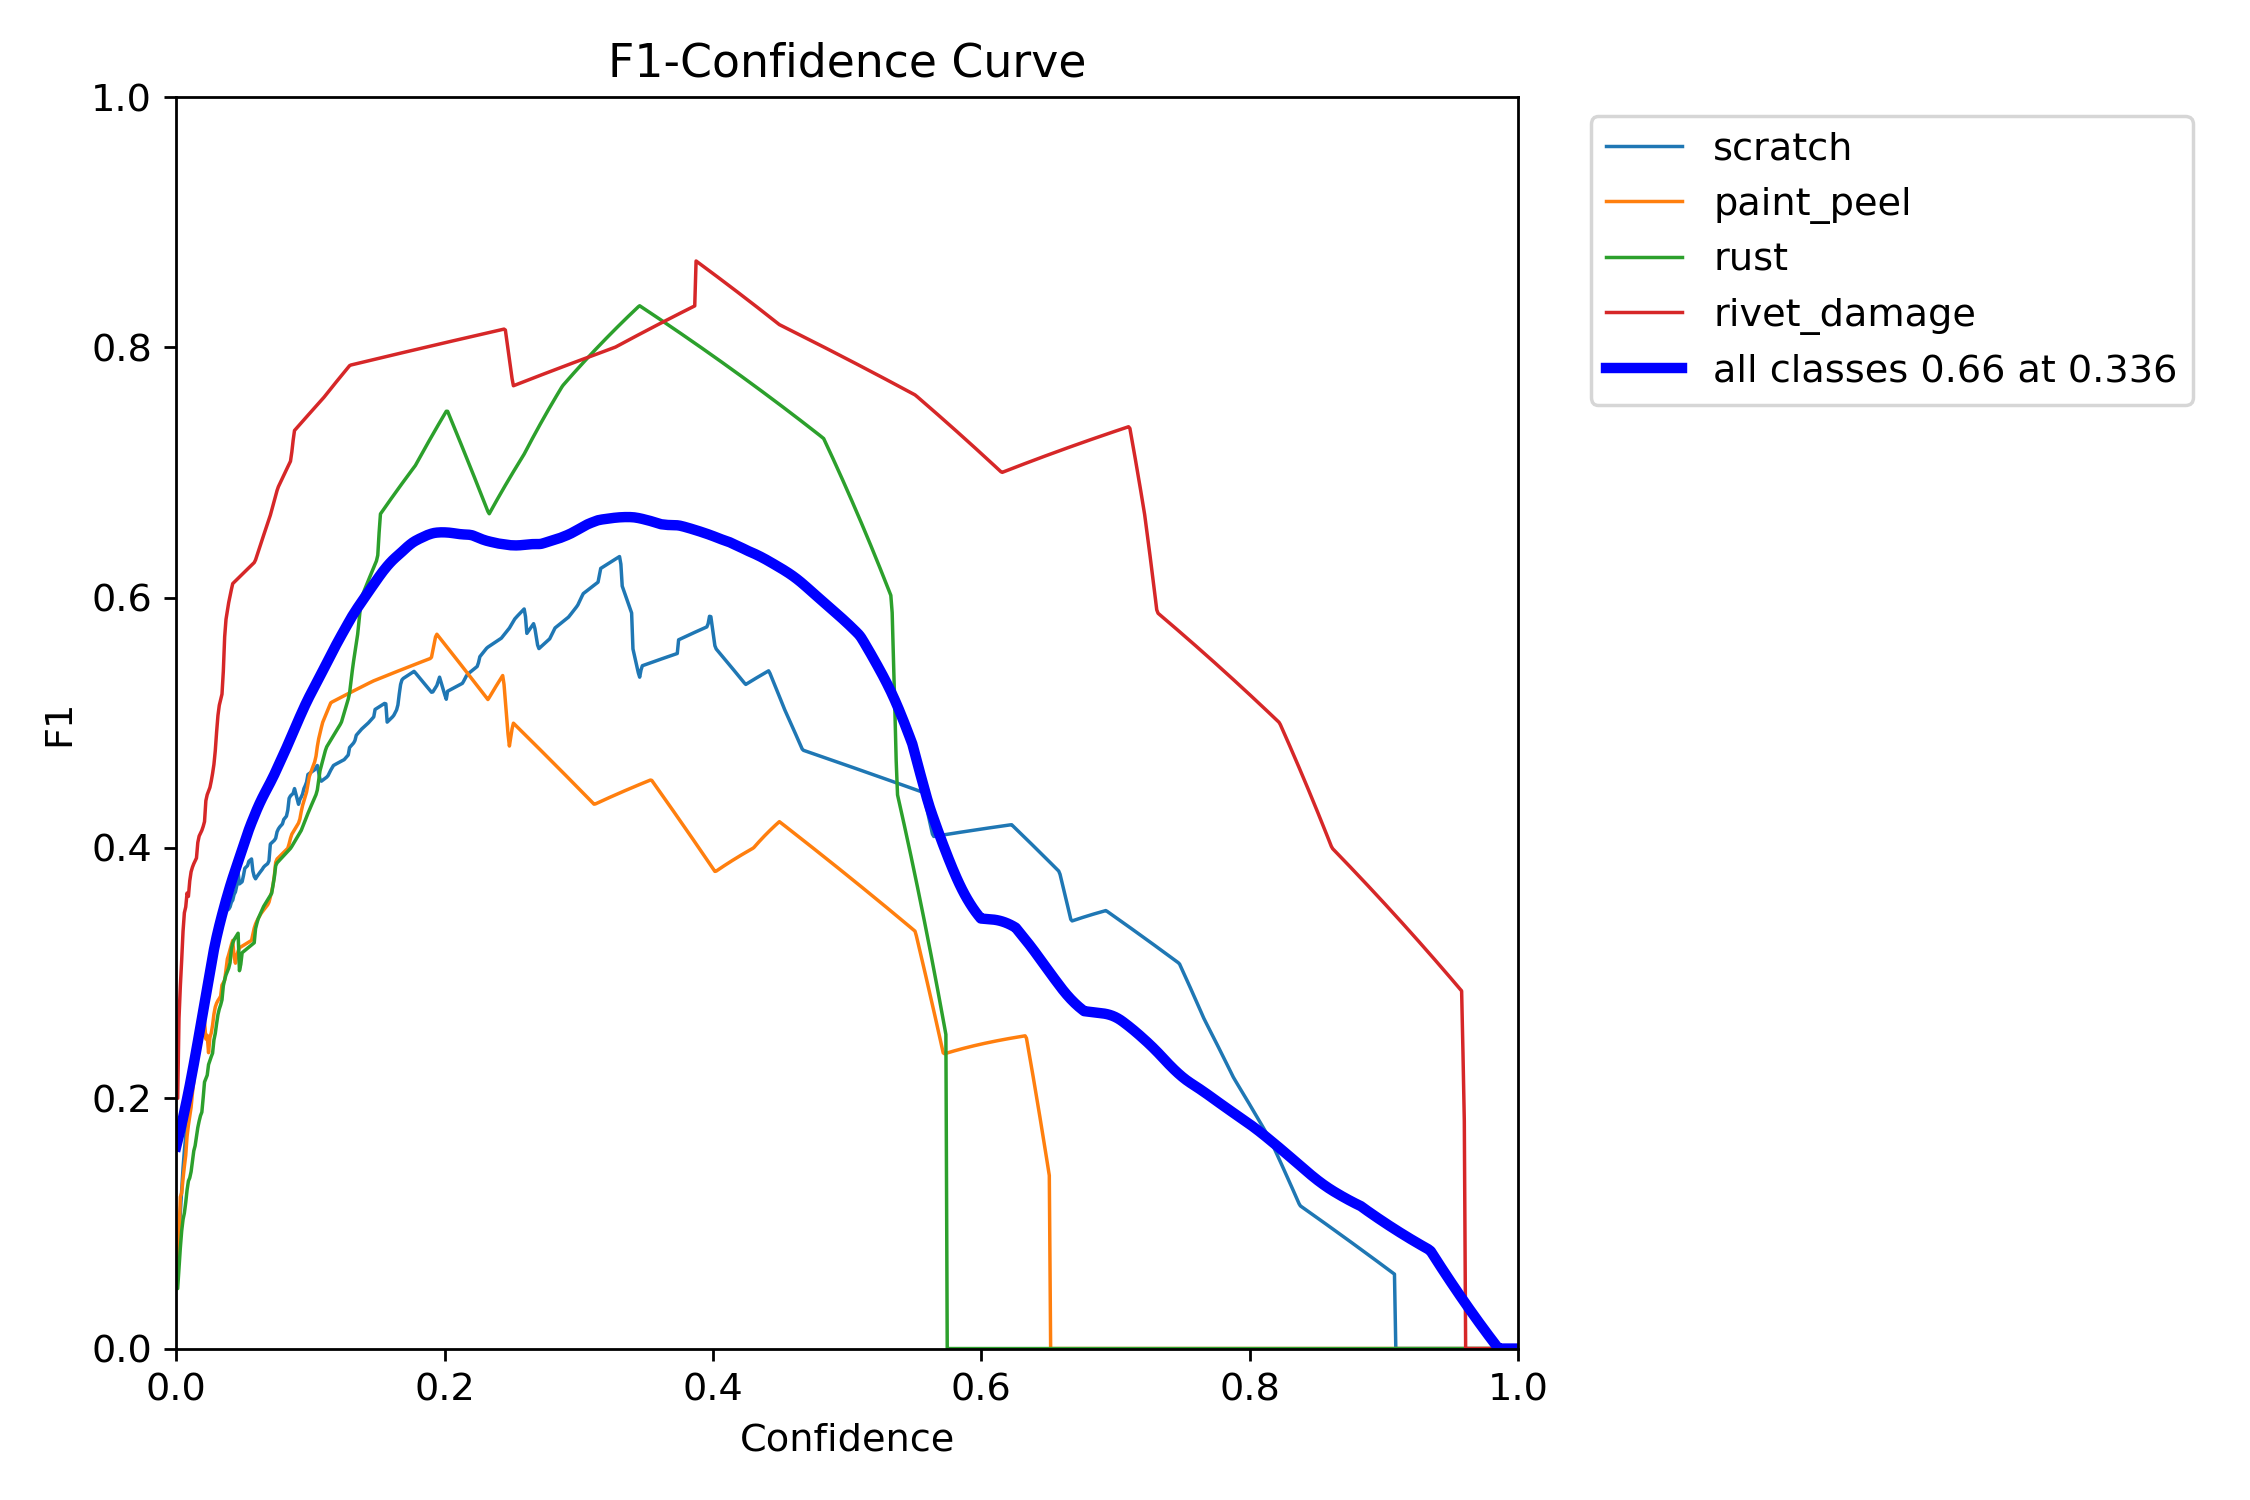 F1-Confidence Curve
1.0
0.8
0.6
0.4
0.2
0.0
F1
0.0 0.2 0.4 0.6 0.8 1.0
Confidence
scratch
paint_peel
rust
rivet_damage
all classes 0.66 at 0.336